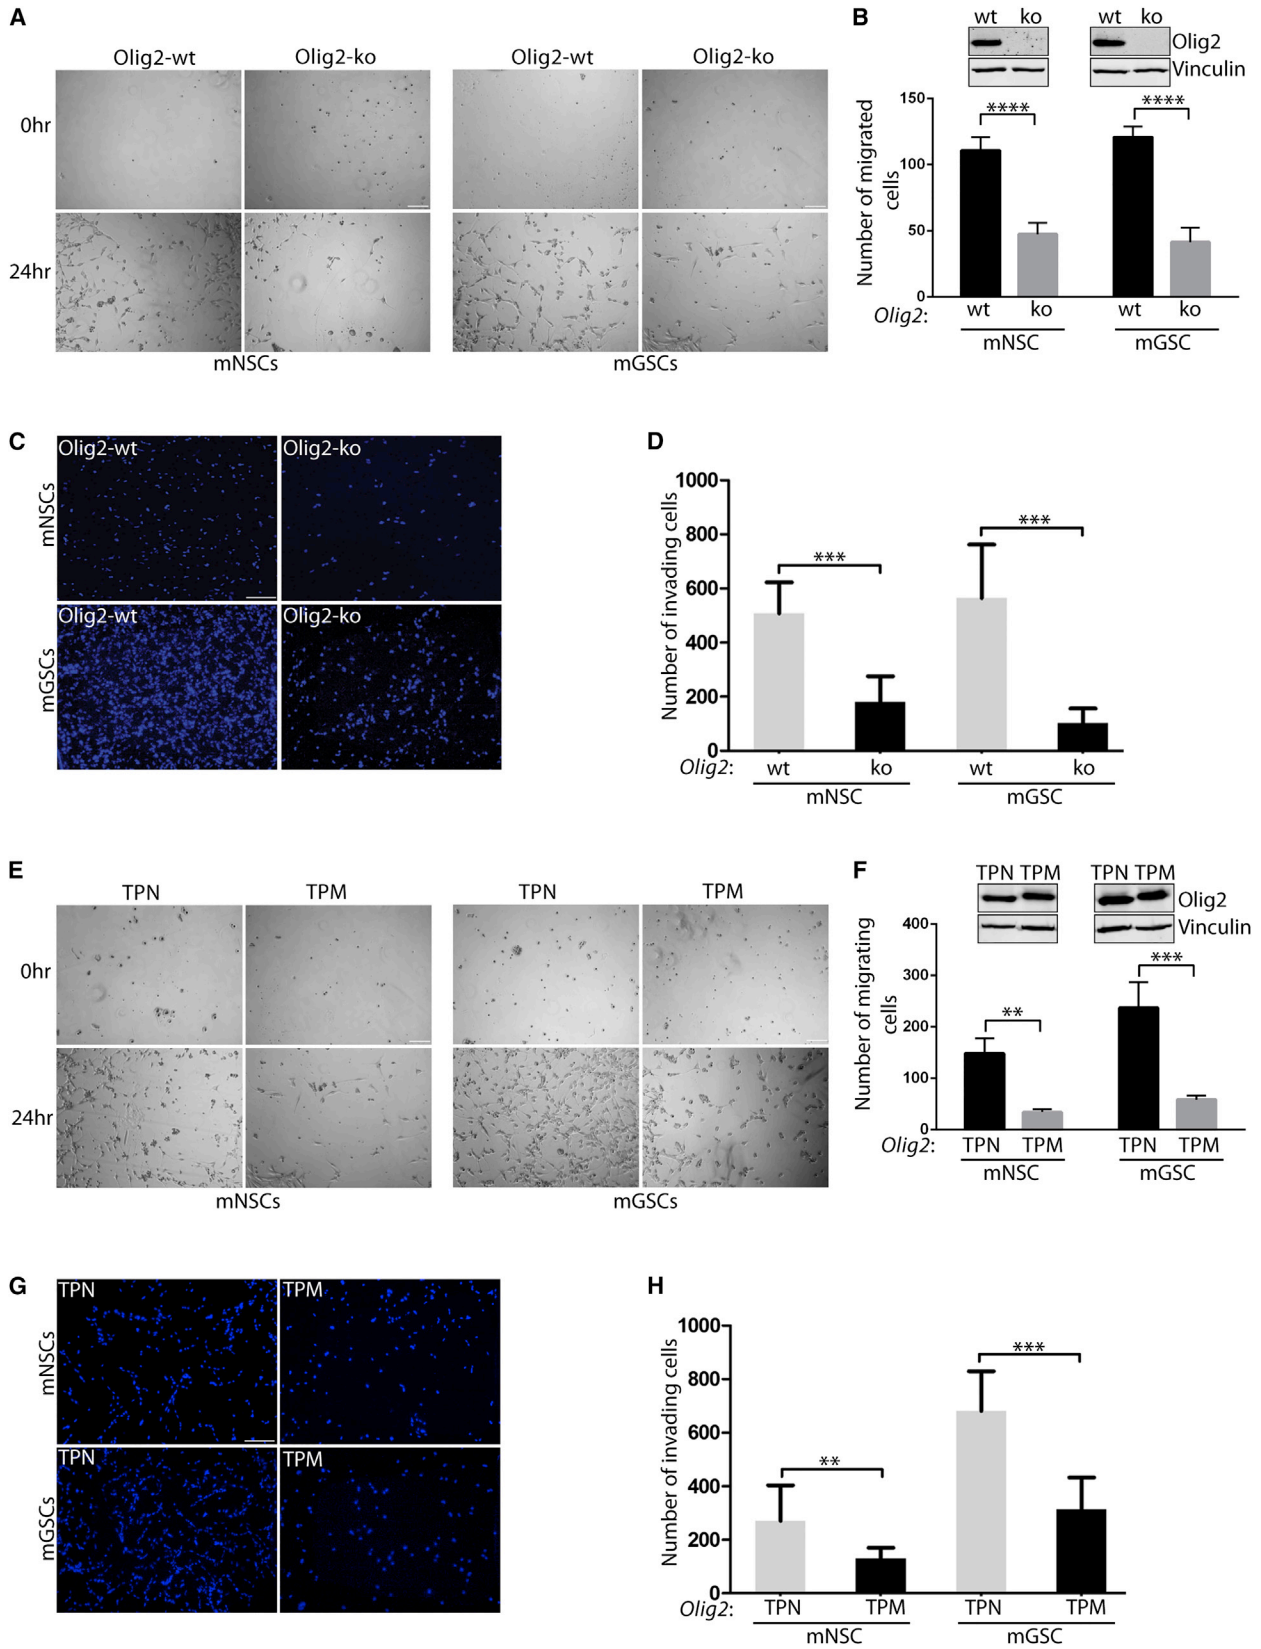 A
Olig2-wt Olig2-ko Olig2-wt Olig2-ko
0hr
24hr
mNSCs mGSCs
B
wt ko wt ko
Olig2
Vinculin
Number of migrated
cells
150
100
50
0
**** ****
Olig2: wt ko wt ko
mNSC mGSC
C
Olig2-wt Olig2-ko
mNSCs
Olig2-wt Olig2-ko
mGSCs
D
Number of invading cells
1000
800
600
400
200
0
*** ***
Olig2: wt ko wt ko
mNSC mGSC
E
TPN TPM TPN TPM
0hr
24hr
mNSCs mGSCs
F
TPN TPM TPN TPM
Olig2
Vinculin
Number of migrating
cells
400
300
200
100
0
** ***
Olig2: TPN TPM TPN TPM
mNSC mGSC
G
TPN TPM
mNSCs
TPN TPM
mGSCs
H
Number of invading cells
1000
800
600
400
200
0
** ***
Olig2: TPN TPM TPN TPM
mNSC mGSC